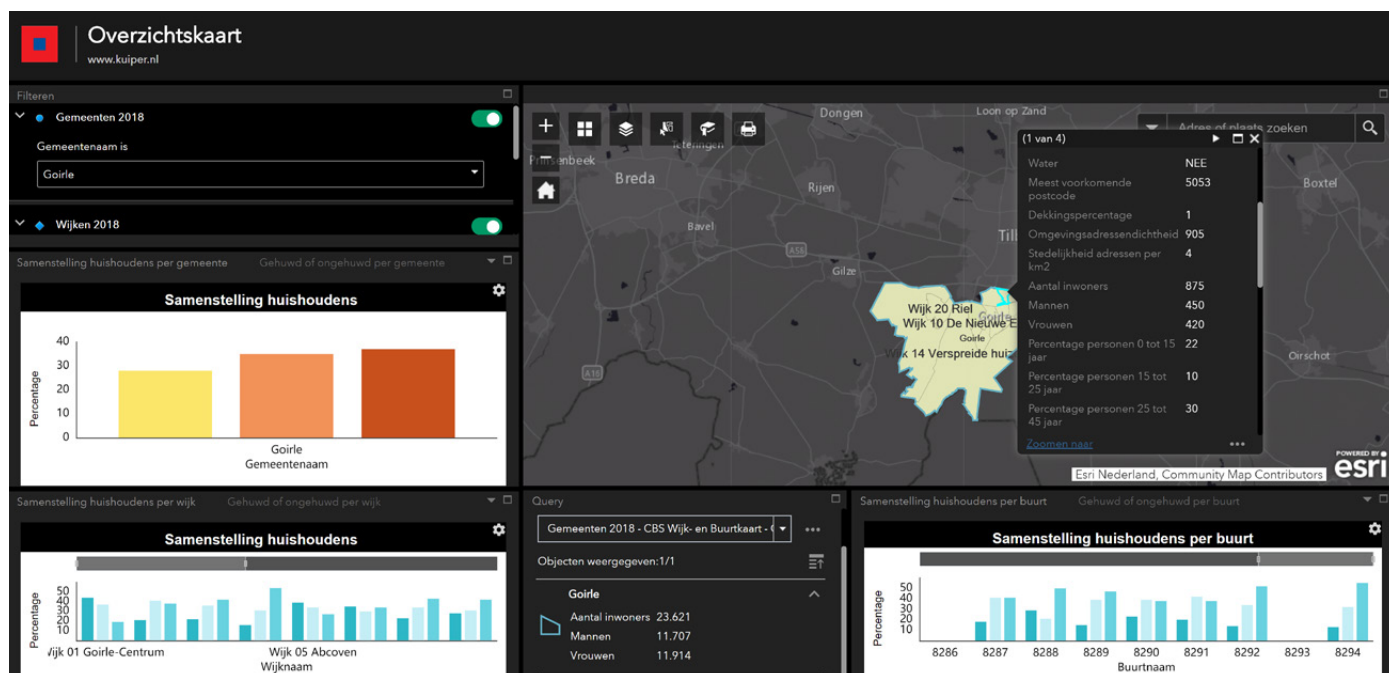 Overzichtskaart
www.kuiper.nl
Filteren
Gemeenten 2018
Gemeentenaam is
Goirle
Wijken 2018
Samenstelling huishoudens per gemeente
Gehuwd of ongehuwd per gemeente
Samenstelling huishoudens
40
30
20
10
0
Percentage
Goirle
Gemeentenaam
Dongen
Loon op Zand
Adres of plaats zoeken
Teteringen
Breda
Rijen
Boxtel
Bavel
A58
Gilze
Wijk 20 Riel
Goirle
Wijk 10 De Nieuwe E
Goirle
Wijk 14 Verspreide huiz
Oirschot
(1 van 4)
Water NEE
Meest voorkomende 5053
postcode
Dekkingspercentage 1
Omgevingsadressendichtheid 905
Stedelijkheid adressen per 4
km2
Aantal inwoners 875
Mannen 450
Vrouwen 420
Percentage personen 0 tot 15 22
jaar
Percentage personen 15 tot 10
25 jaar
Percentage personen 25 tot 30
45 jaar
Zoomen naar
Esri Nederland, Community Map Contributors
POWERED BY
esri
Samenstelling huishoudens per wijk
Gehuwd of ongehuwd per wijk
Samenstelling huishoudens
50
40
30
20
10
Percentage
Wijk 01 Goirle-Centrum
Wijk 05 Abcoven
Wijknaam
Query
Gemeenten 2018 - CBS Wijk- en Buurtkaart - (
Objecten weergegeven:1/1
Goirle
Aantal inwoners 23.621
Mannen 11.707
Vrouwen 11.914
Samenstelling huishoudens per buurt
Gehuwd of ongehuwd per buurt
Samenstelling huishoudens per buurt
50
40
30
20
10
Percentage
8286 8287 8288 8289 8290 8291 8292 8293 8294
Buurtnaam